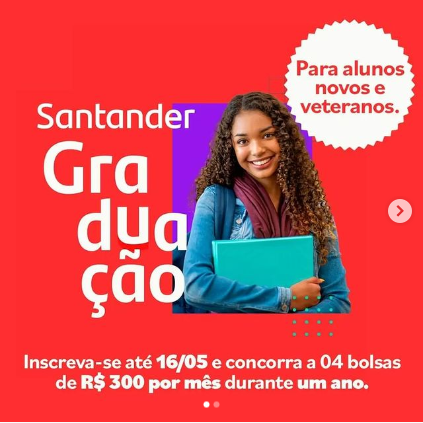 Para alunos
novos e
veteranos.
Santander
Gra
dua
ção
Inscreva-se até 16/05 e concorra a 04 bolsas
de R$ 300 por mês durante um ano.